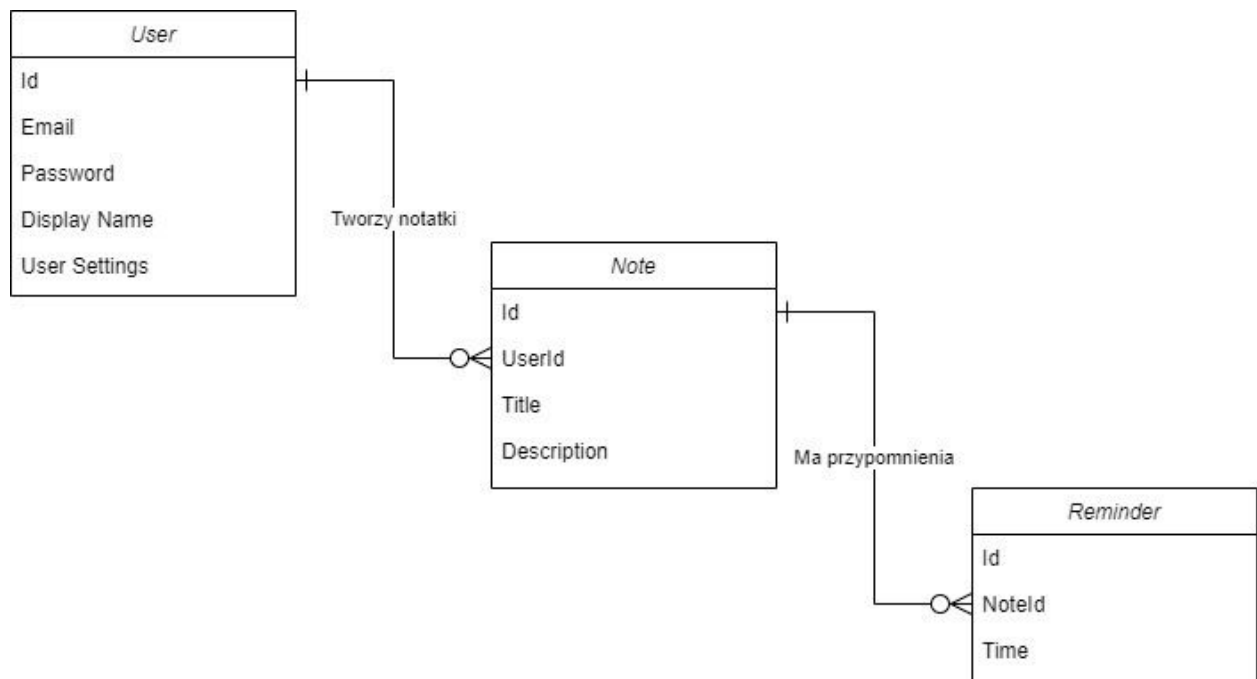 User
Id
Email
Password
Display Name
User Settings
Tworzy notatki
Note
Id
UserId
Title
Description
Ma przypomnienia
Reminder
Id
NoteId
Time